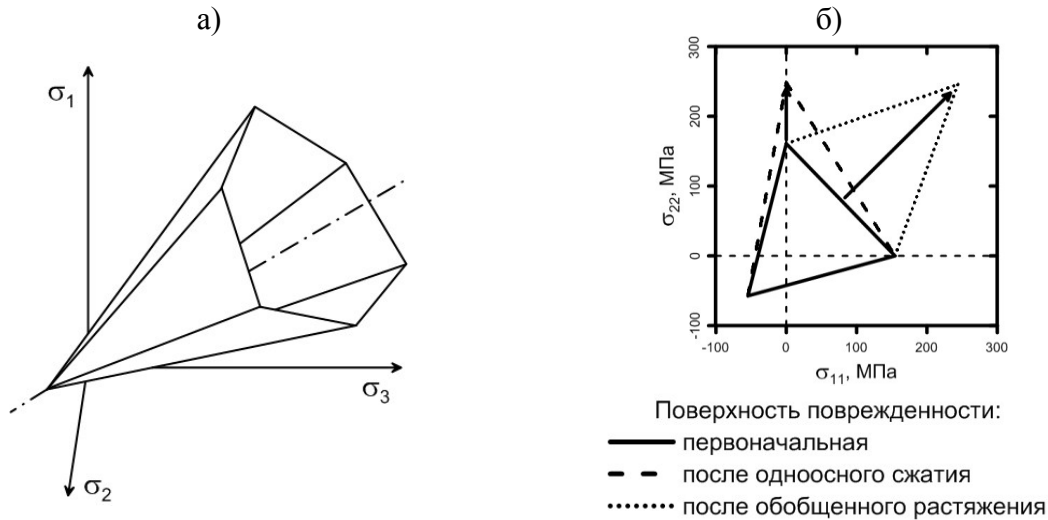 а)
σ1
σ3
σ2
б)
300
200
100
0
-100
σ22, МПа
-100 0 100 200 300
σ11, МПа
Поверхность поврежденности:
первоначальная
после одноосного сжатия
после обобщенного растяжения